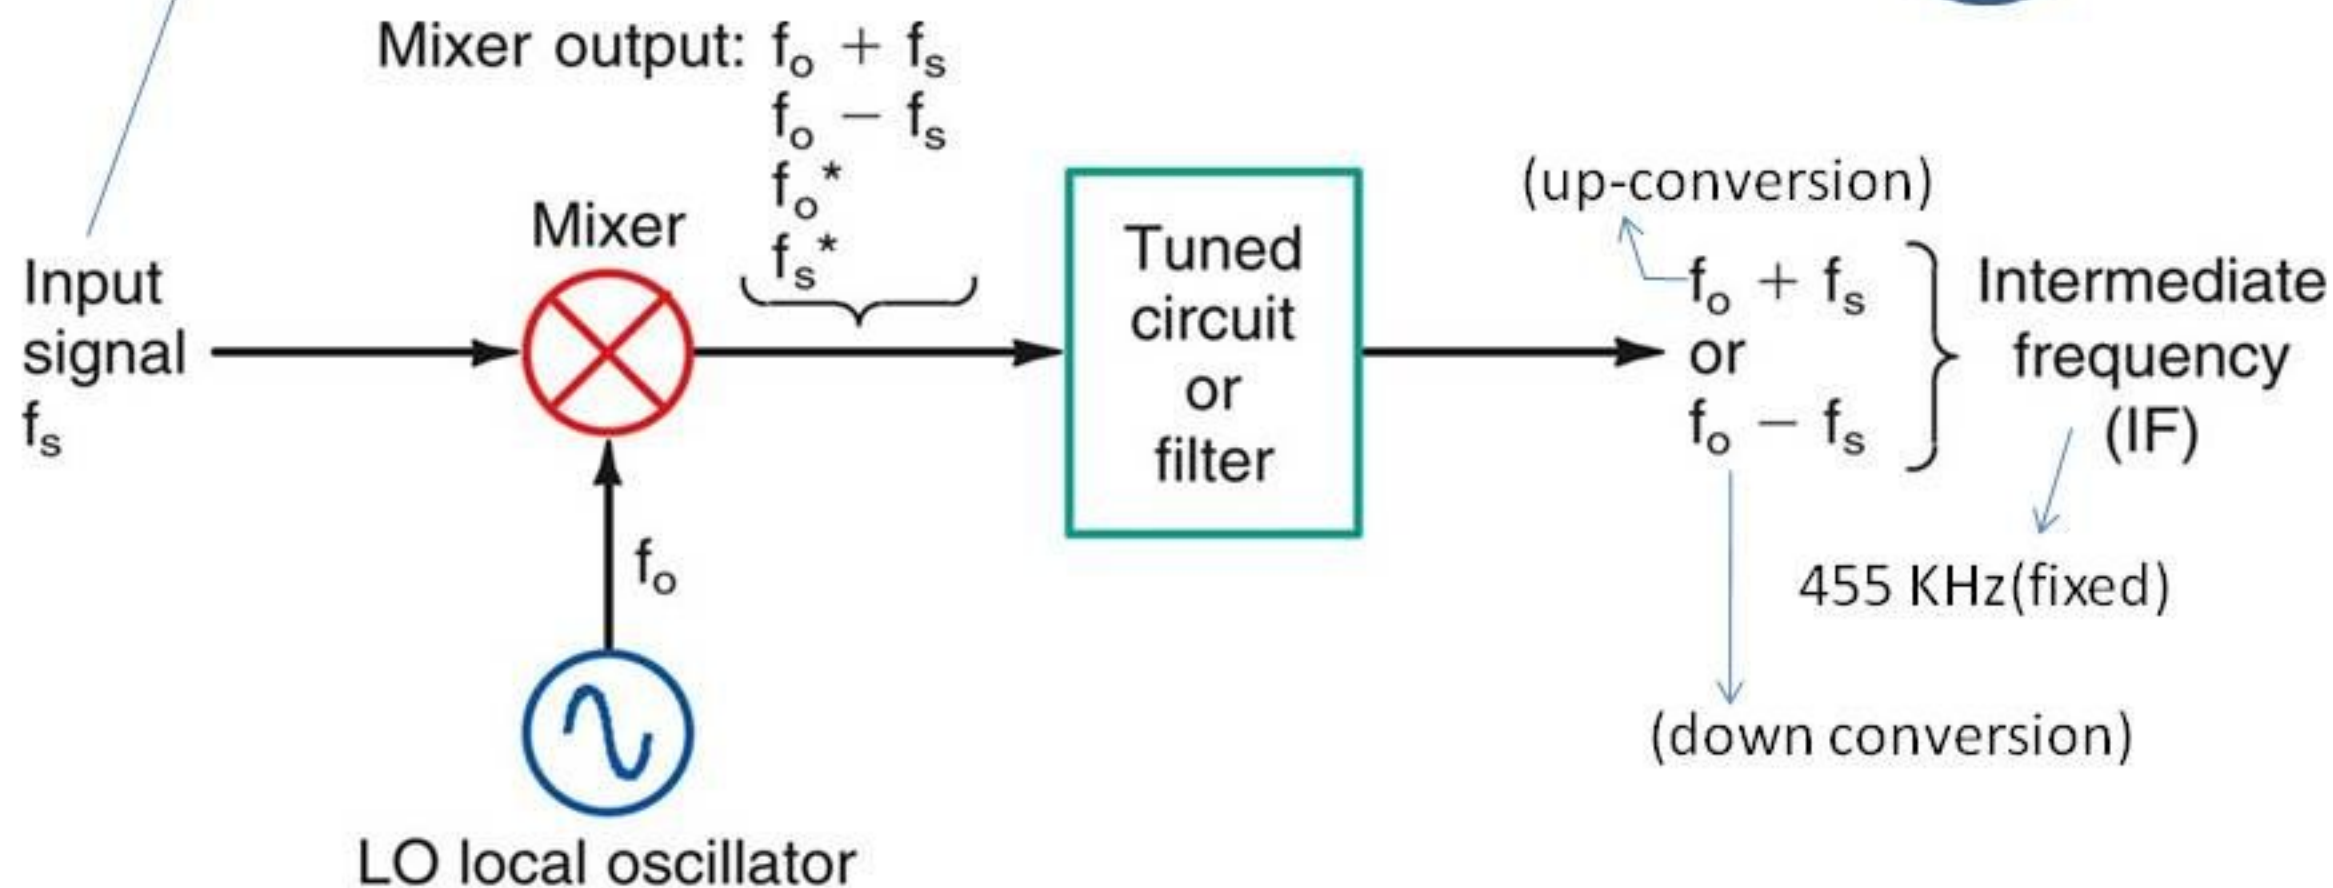 Mixer output: fo + fs
fo − fs
fo*
fs*
Mixer
Input
signal
fs
fo
LO local oscillator
Tuned
circuit
or
filter
(up-conversion)
fo + fs
or
fo − fs
Intermediate
frequency
(IF)
455 KHz(fixed)
(down conversion)